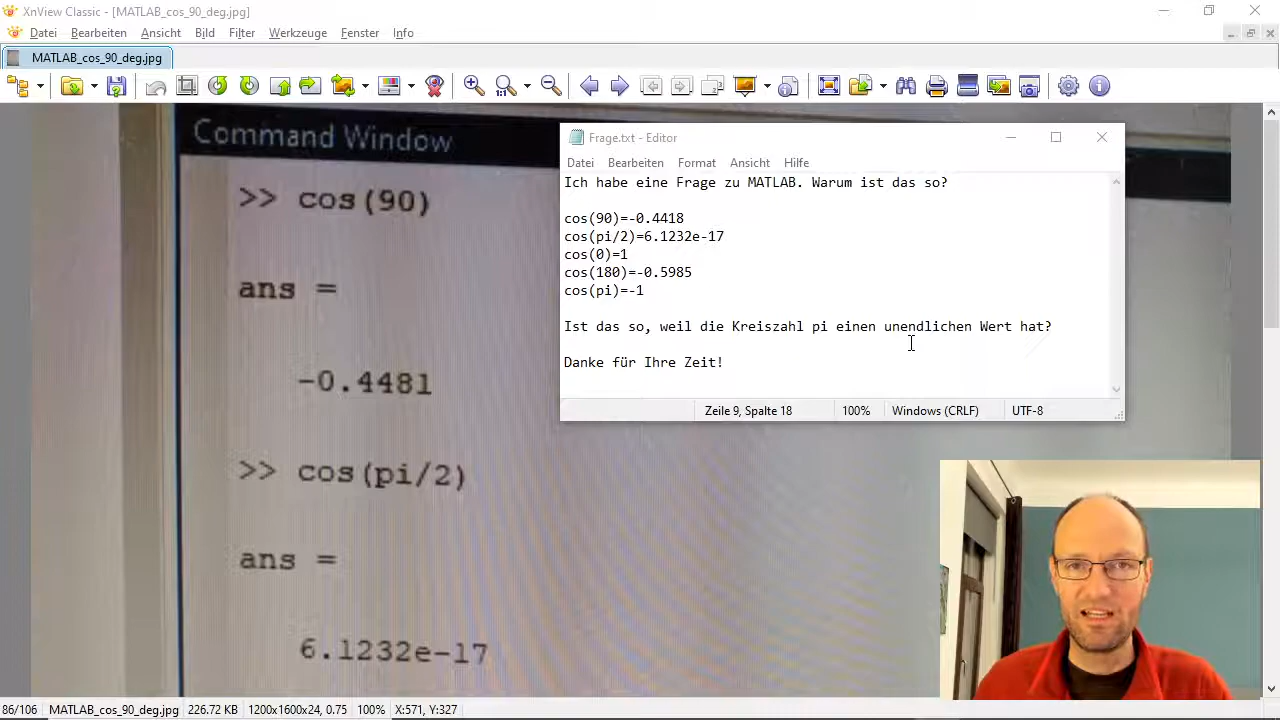 XnView Classic - [MATLAB_cos_90_deg.jpg]
Datei Bearbeiten Ansicht Bild Filter Werkzeuge Fenster Info
MATLAB_cos_90_deg.jpg
1:1
Command Window
>> cos(90)
ans =
-0.4481
>> cos(pi/2)
ans =
6.1232e-17
Frage.txt - Editor
Datei Bearbeiten Format Ansicht Hilfe
Ich habe eine Frage zu MATLAB. Warum ist das so?
cos(90)=-0.4418
cos(pi/2)=6.1232e-17
cos(0)=1
cos(180)=-0.5985
cos(pi)=-1
Ist das so, weil die Kreiszahl pi einen unendlichen Wert hat?
Danke für Ihre Zeit!
Zeile 9, Spalte 18 100% Windows (CRLF) UTF-8
86/106 MATLAB_cos_90_deg.jpg 226.72 KB 1200x1600x24, 0.75 100% X:571, Y:327